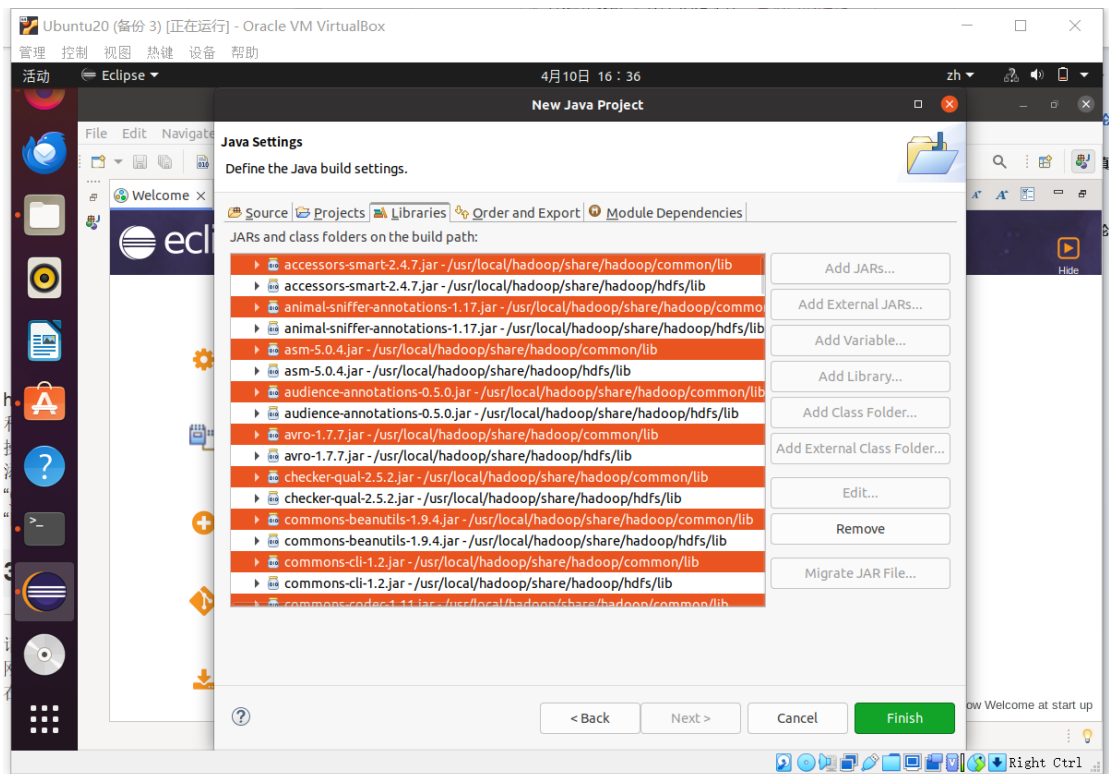 Ubuntu20 (备份 3) [正在运行] - Oracle VM VirtualBox
管理 控制 视图 热键 设备 帮助
活动 Eclipse 4月10日 16：36 zh
New Java Project
File Edit Navigate
Java Settings
Define the Java build settings.
Welcome
Source Projects Libraries Order and Export Module Dependencies
JARs and class folders on the build path:
ecli
Hide
accessors-smart-2.4.7.jar - /usr/local/hadoop/share/hadoop/common/lib
accessors-smart-2.4.7.jar - /usr/local/hadoop/share/hadoop/hdfs/lib
animal-sniffer-annotations-1.17.jar - /usr/local/hadoop/share/hadoop/commo
animal-sniffer-annotations-1.17.jar - /usr/local/hadoop/share/hadoop/hdfs/lib
asm-5.0.4.jar - /usr/local/hadoop/share/hadoop/common/lib
asm-5.0.4.jar - /usr/local/hadoop/share/hadoop/hdfs/lib
audience-annotations-0.5.0.jar - /usr/local/hadoop/share/hadoop/common/lib
audience-annotations-0.5.0.jar - /usr/local/hadoop/share/hadoop/hdfs/lib
avro-1.7.7.jar - /usr/local/hadoop/share/hadoop/common/lib
avro-1.7.7.jar - /usr/local/hadoop/share/hadoop/hdfs/lib
checker-qual-2.5.2.jar - /usr/local/hadoop/share/hadoop/common/lib
checker-qual-2.5.2.jar - /usr/local/hadoop/share/hadoop/hdfs/lib
commons-beanutils-1.9.4.jar - /usr/local/hadoop/share/hadoop/common/lib
commons-beanutils-1.9.4.jar - /usr/local/hadoop/share/hadoop/hdfs/lib
commons-cli-1.2.jar - /usr/local/hadoop/share/hadoop/common/lib
commons-cli-1.2.jar - /usr/local/hadoop/share/hadoop/hdfs/lib
commons-codec-1.11.jar - /usr/local/hadoop/share/hadoop/common/lib
Add JARs...
Add External JARs...
Add Variable...
Add Library...
Add Class Folder...
Add External Class Folder...
Edit...
Remove
Migrate JAR File...
< Back Next > Cancel Finish
ow Welcome at start up
Right Ctrl